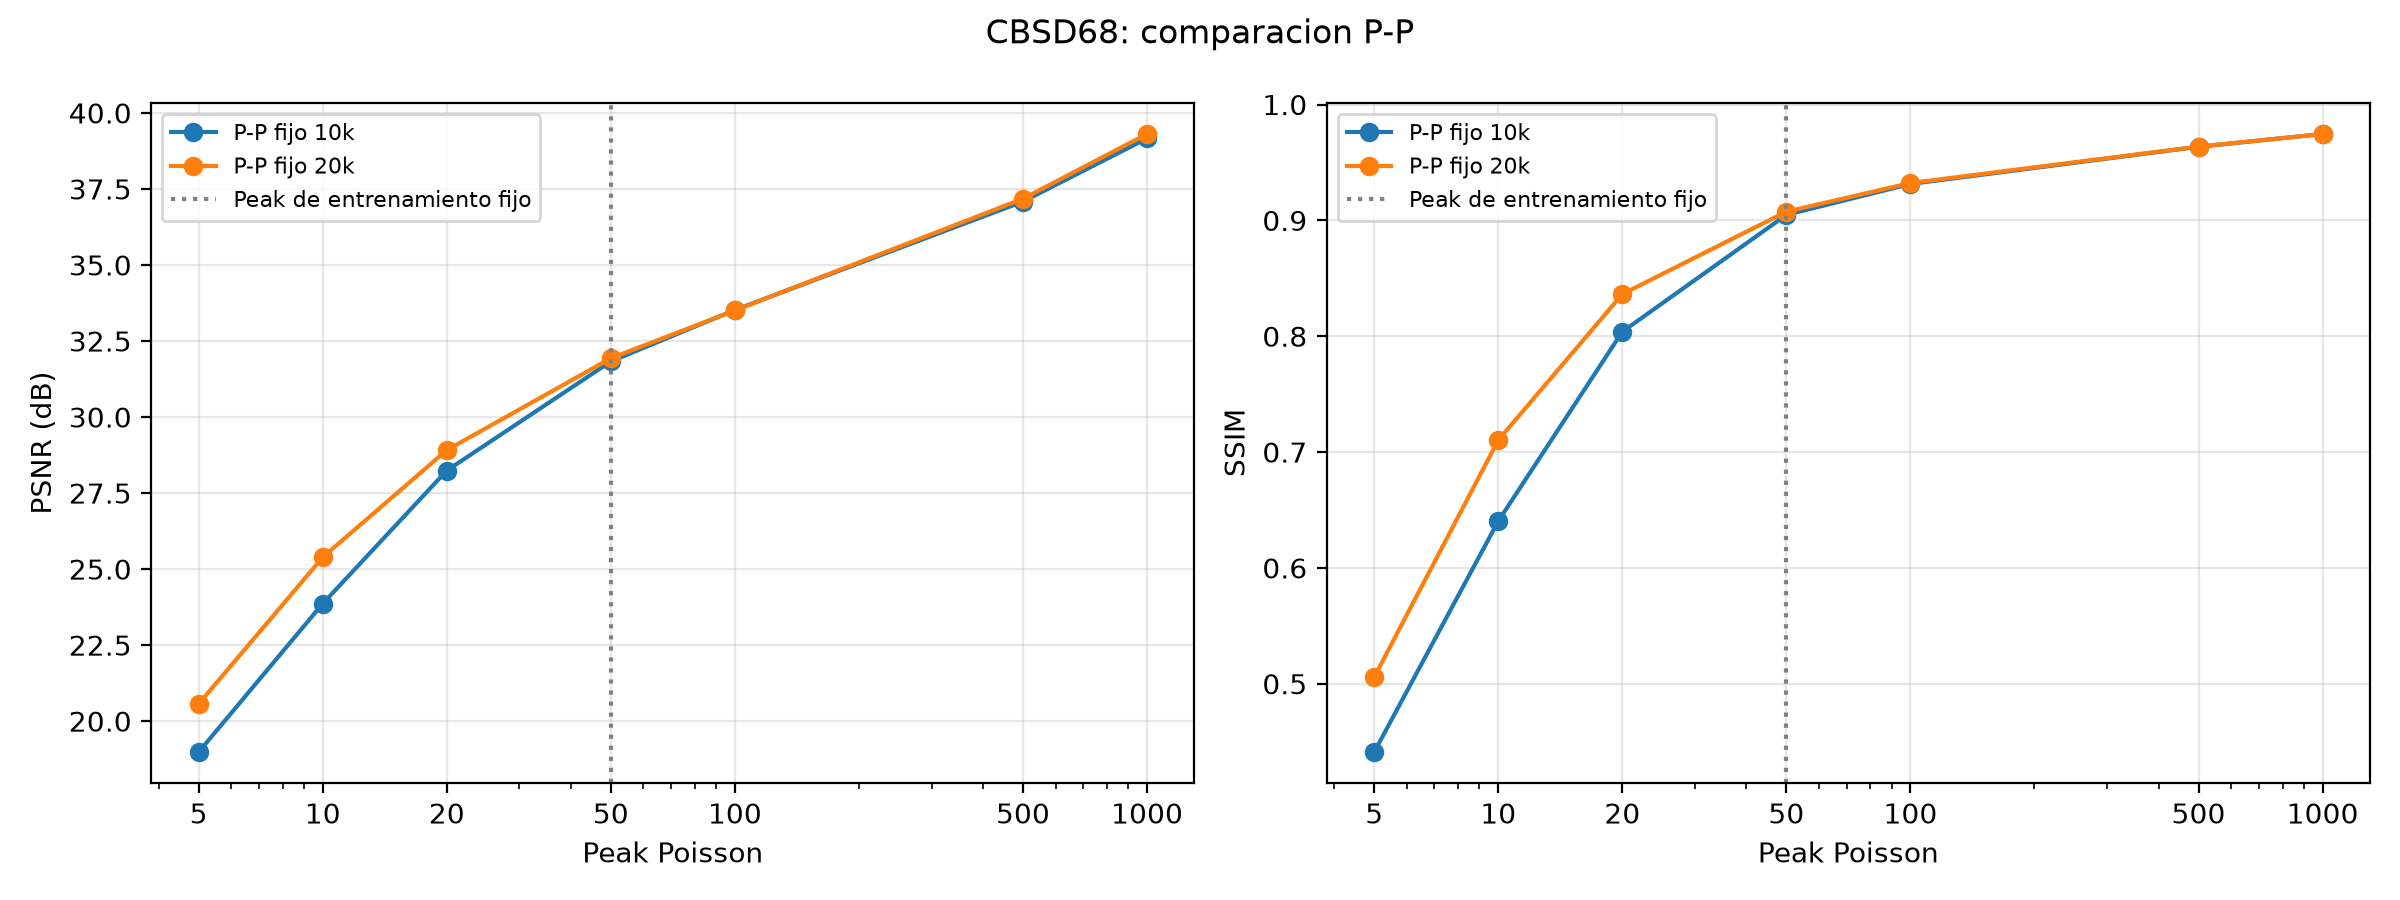 CBSD68: comparacion P-P
40.0
37.5
35.0
32.5
30.0
27.5
25.0
22.5
20.0
PSNR (dB)
P-P fijo 10k
P-P fijo 20k
Peak de entrenamiento fijo
5 10 20 50 100 500 1000
Peak Poisson
1.0
0.9
0.8
0.7
0.6
0.5
SSIM
P-P fijo 10k
P-P fijo 20k
Peak de entrenamiento fijo
5 10 20 50 100 500 1000
Peak Poisson